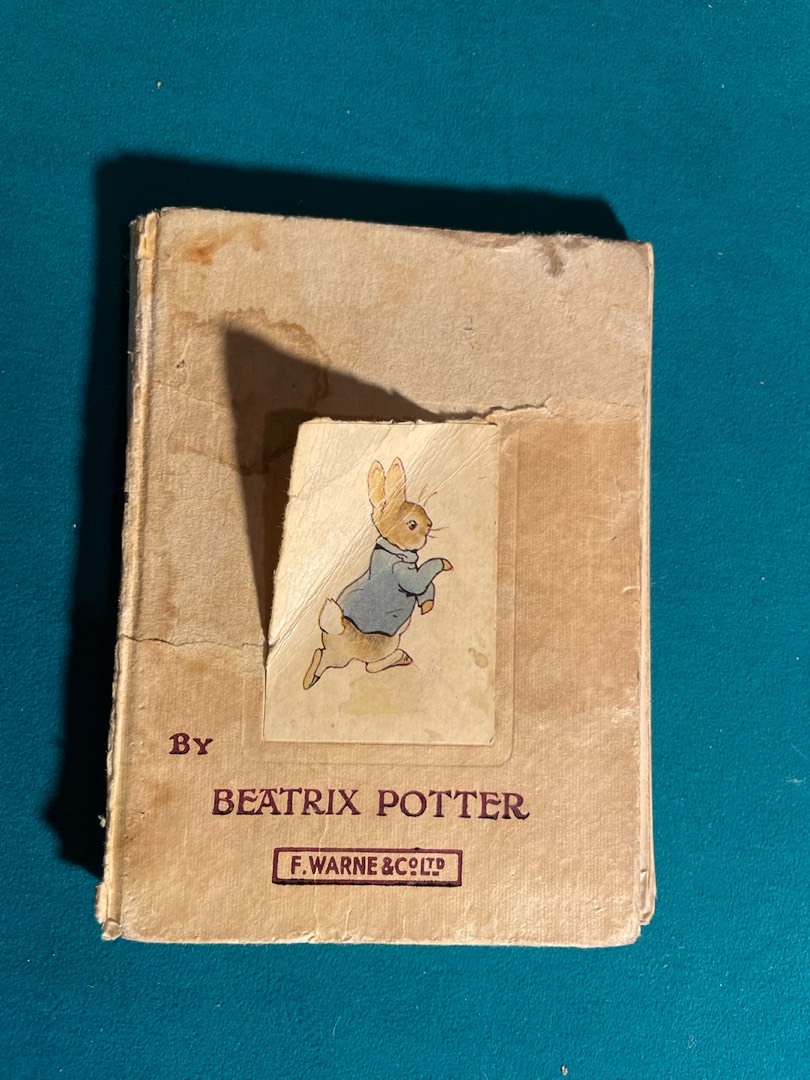 By
BEATRIX POTTER
F. WARNE & Co LTD